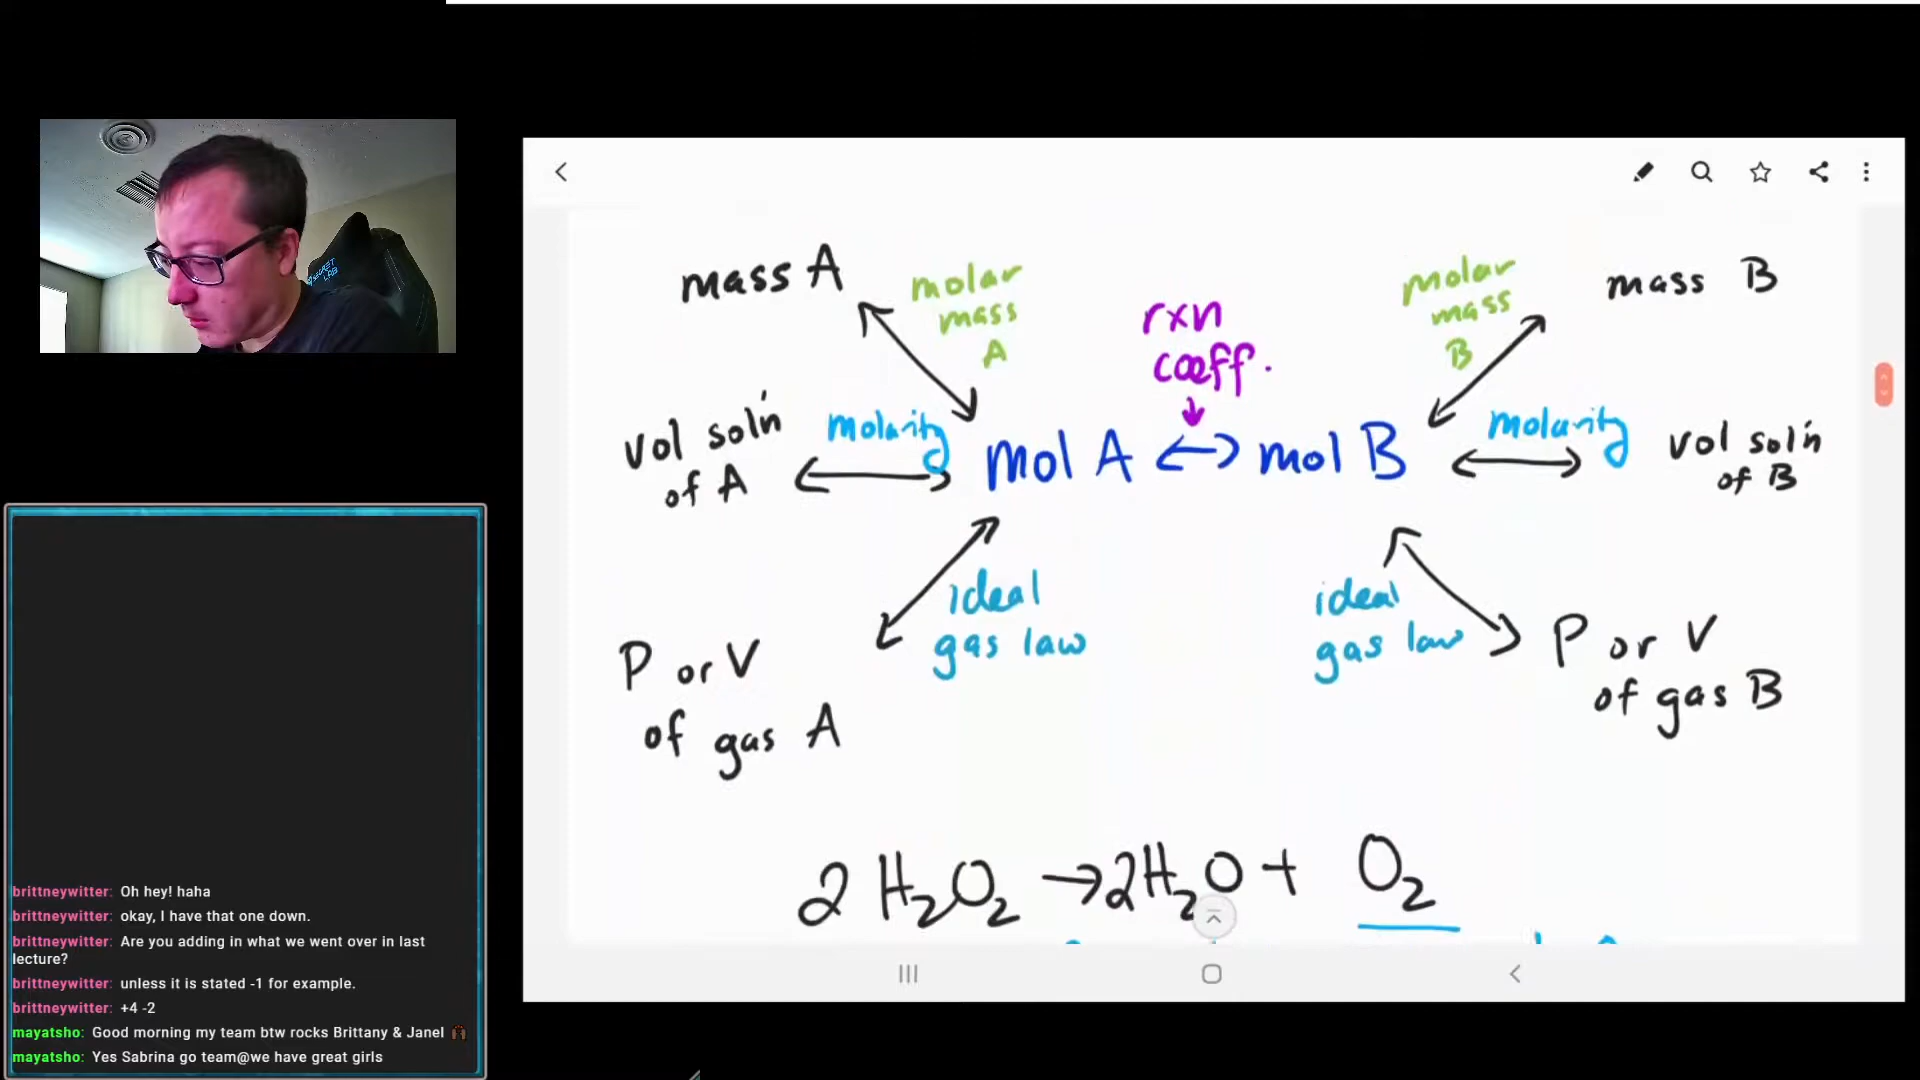 mass A
molar
mass
A
rxn
coeff.
molar
mass
B
mass B
vol sol'n
of A
molarity
mol A ↔ mol B
molarity
vol sol'n
of B
ideal
gas law
ideal
gas law
P or V
of gas A
P or V
of gas B
2 H₂O₂ → 2H₂O + O₂
SECRET
LAB
brittneywitter: Oh hey! haha
brittneywitter: okay, I have that one down.
brittneywitter: Are you adding in what we went over in last
lecture?
brittneywitter: unless it is stated -1 for example.
brittneywitter: +4 -2
mayatsho: Good morning my team btw rocks Brittany & Janel
mayatsho: Yes Sabrina go team@we have great girls